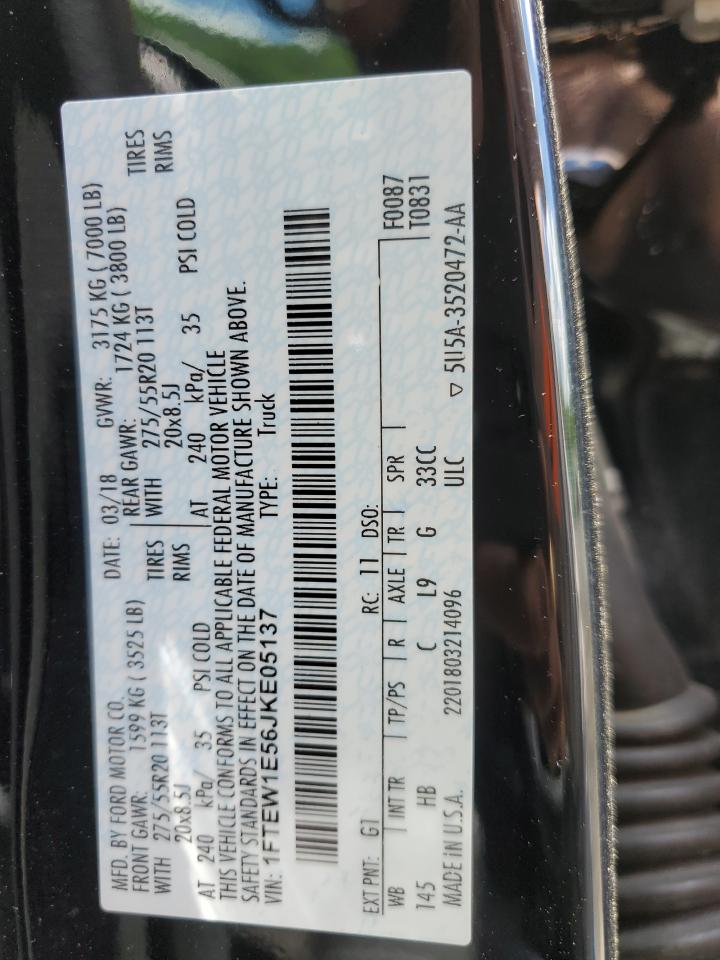 MFD. BY FORD MOTOR CO. DATE: 03/18 GVWR: 3175 KG ( 7000 LB)
FRONT GAWR: 1599 KG ( 3525 LB) REAR GAWR: 1724 KG ( 3800 LB)
WITH 275/55R20 113T TIRES WITH 275/55R20 113T TIRES
20x8.5J RIMS 20x8.5J RIMS
AT 240 kPa/ 35 PSI COLD AT 240 kPa/ 35 PSI COLD
THIS VEHICLE CONFORMS TO ALL APPLICABLE FEDERAL MOTOR VEHICLE
SAFETY STANDARDS IN EFFECT ON THE DATE OF MANUFACTURE SHOWN ABOVE.
VIN: 1FTEW1E56JKE05137 TYPE: Truck
EXT PNT: G1 RC: 11 DSO: F0087
WB INT TR TP/PS R AXLE TR SPR T0831
145 HB C L9 G 33CC
MADE IN U.S.A. 2201803214096 ULC ▽ 5U5A-3520472-AA